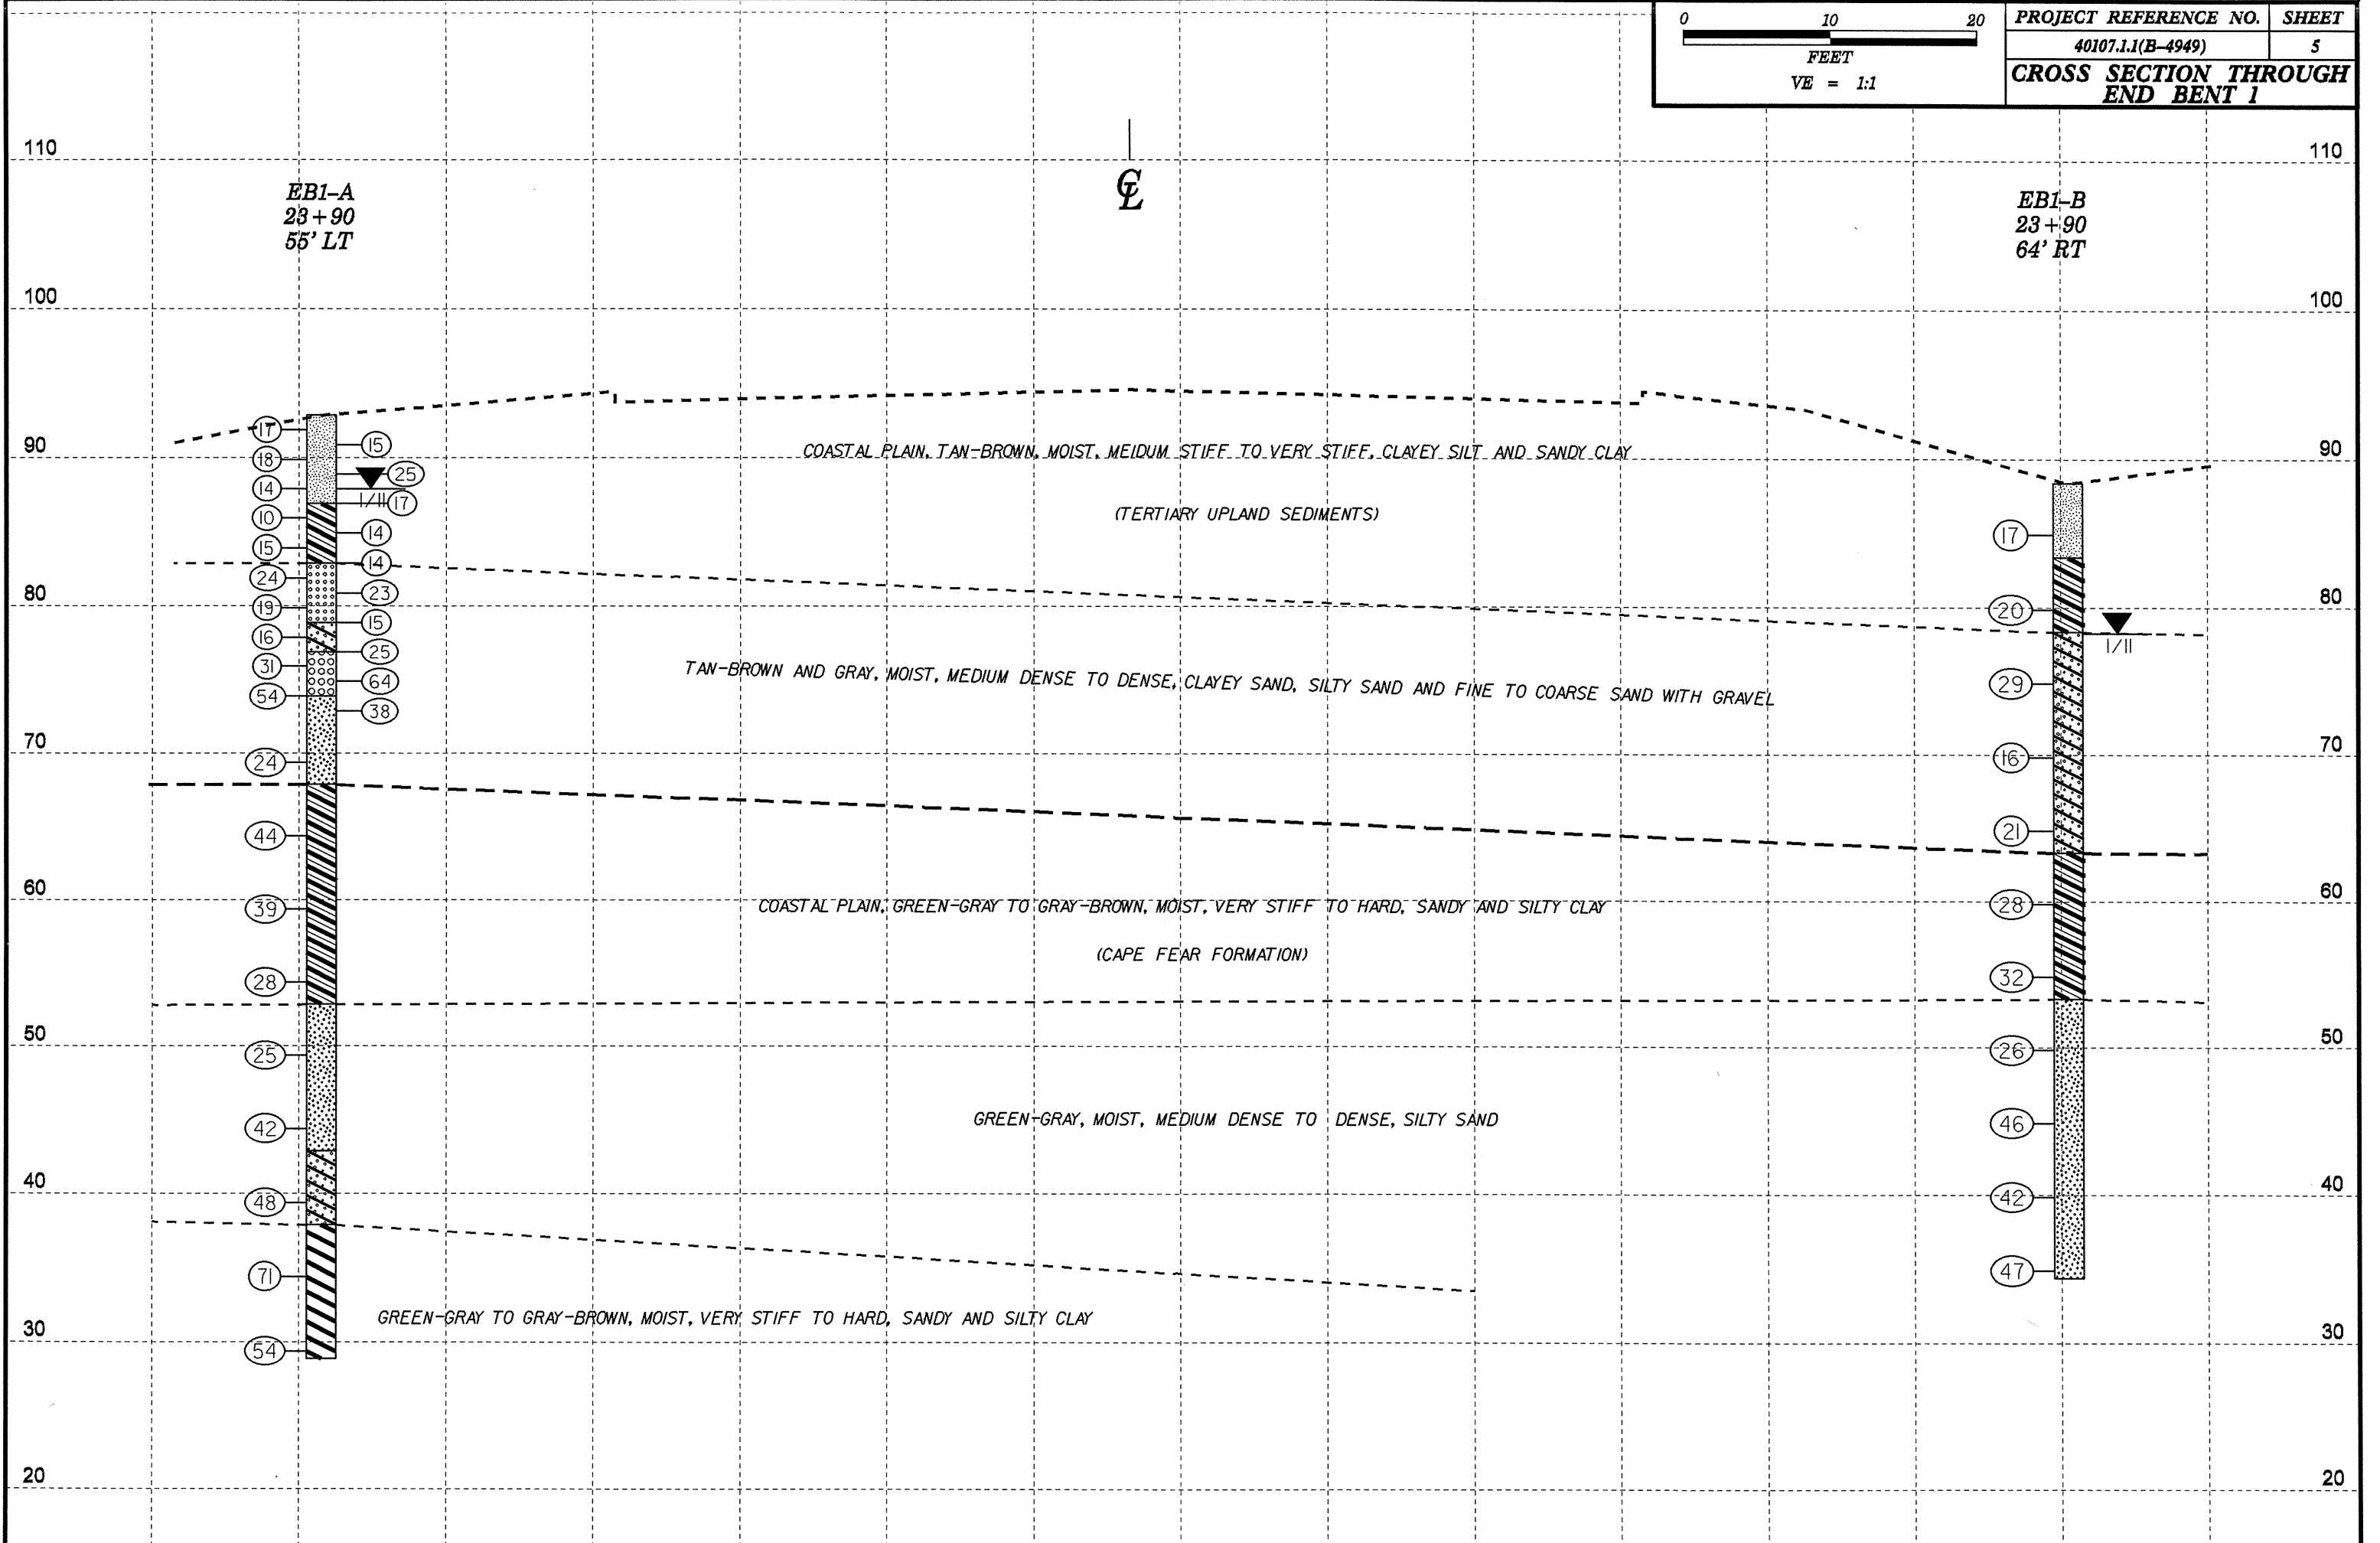 0 10 20
FEET
VE = 1:1
PROJECT REFERENCE NO. SHEET
40107.1.1(B-4949) 5
CROSS SECTION THROUGH
END BENT 1
110 110
EB1-A
23+90
55' LT
CL
EB1-B
23+90
64' RT
100 100
17
15
90 90
COASTAL PLAIN, TAN-BROWN, MOIST, MEIDUM STIFF TO VERY STIFF, CLAYEY SILT AND SANDY CLAY
18
25
14
I/II 17
10
(TERTIARY UPLAND SEDIMENTS)
14
17
15
14
24
23
80 80
19
20
15
16
I/II
25
31
TAN-BROWN AND GRAY, MOIST, MEDIUM DENSE TO DENSE, CLAYEY SAND, SILTY SAND AND FINE TO COARSE SAND WITH GRAVEL
64
29
54
38
70 70
24
16
44
21
60 60
39
COASTAL PLAIN, GREEN-GRAY TO GRAY-BROWN, MOIST, VERY STIFF TO HARD, SANDY AND SILTY CLAY
28
(CAPE FEAR FORMATION)
28
32
50 50
25
26
GREEN-GRAY, MOIST, MEDIUM DENSE TO DENSE, SILTY SAND
42
46
40 40
48
42
71
47
GREEN-GRAY TO GRAY-BROWN, MOIST, VERY STIFF TO HARD, SANDY AND SILTY CLAY
30 30
54
20 20